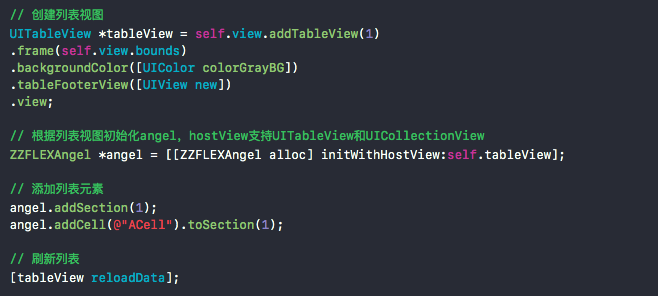 // 创建列表视图
UITableView *tableView = self.view.addTableView(1)
.frame(self.view.bounds)
.backgroundColor([UIColor colorGrayBG])
.tableFooterView([UIView new])
.view;
// 根据列表视图初始化angel, hostView支持UITableView和UICollectionView
ZZFLEXAngel *angel = [[ZZFLEXAngel alloc] initWithHostView:self.tableView];
// 添加列表元素
angel.addSection(1);
angel.addCell(@"ACell").toSection(1);
// 刷新列表
[tableView reloadData];